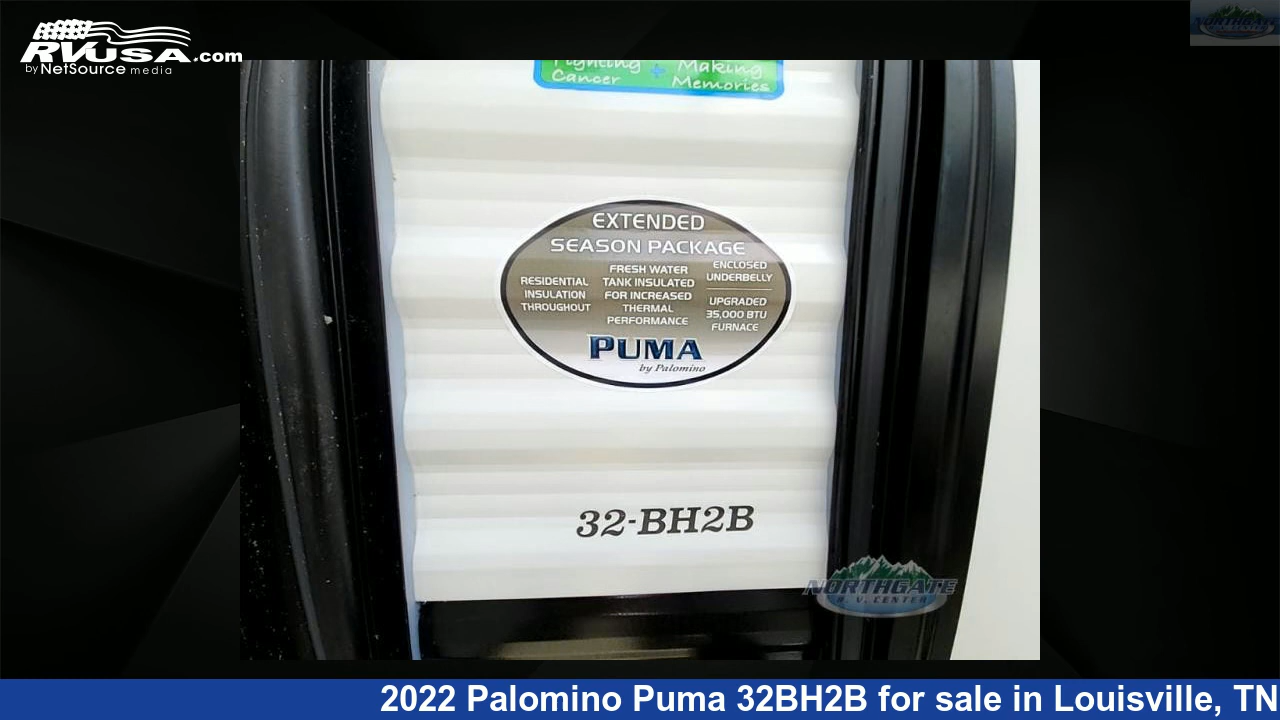 RVUSA.com
by NetSource media
NORTHGATE
Fighting Cancer + Making Memories
EXTENDED
SEASON PACKAGE
RESIDENTIAL
INSULATION
THROUGHOUT
FRESH WATER
TANK INSULATED
FOR INCREASED
THERMAL
PERFORMANCE
ENCLOSED
UNDERBELLY
UPGRADED
35,000 BTU
FURNACE
PUMA
by Palomino
32-BH2B
NORTHGATE
R. V. CENTER
2022 Palomino Puma 32BH2B for sale in Louisville, TN